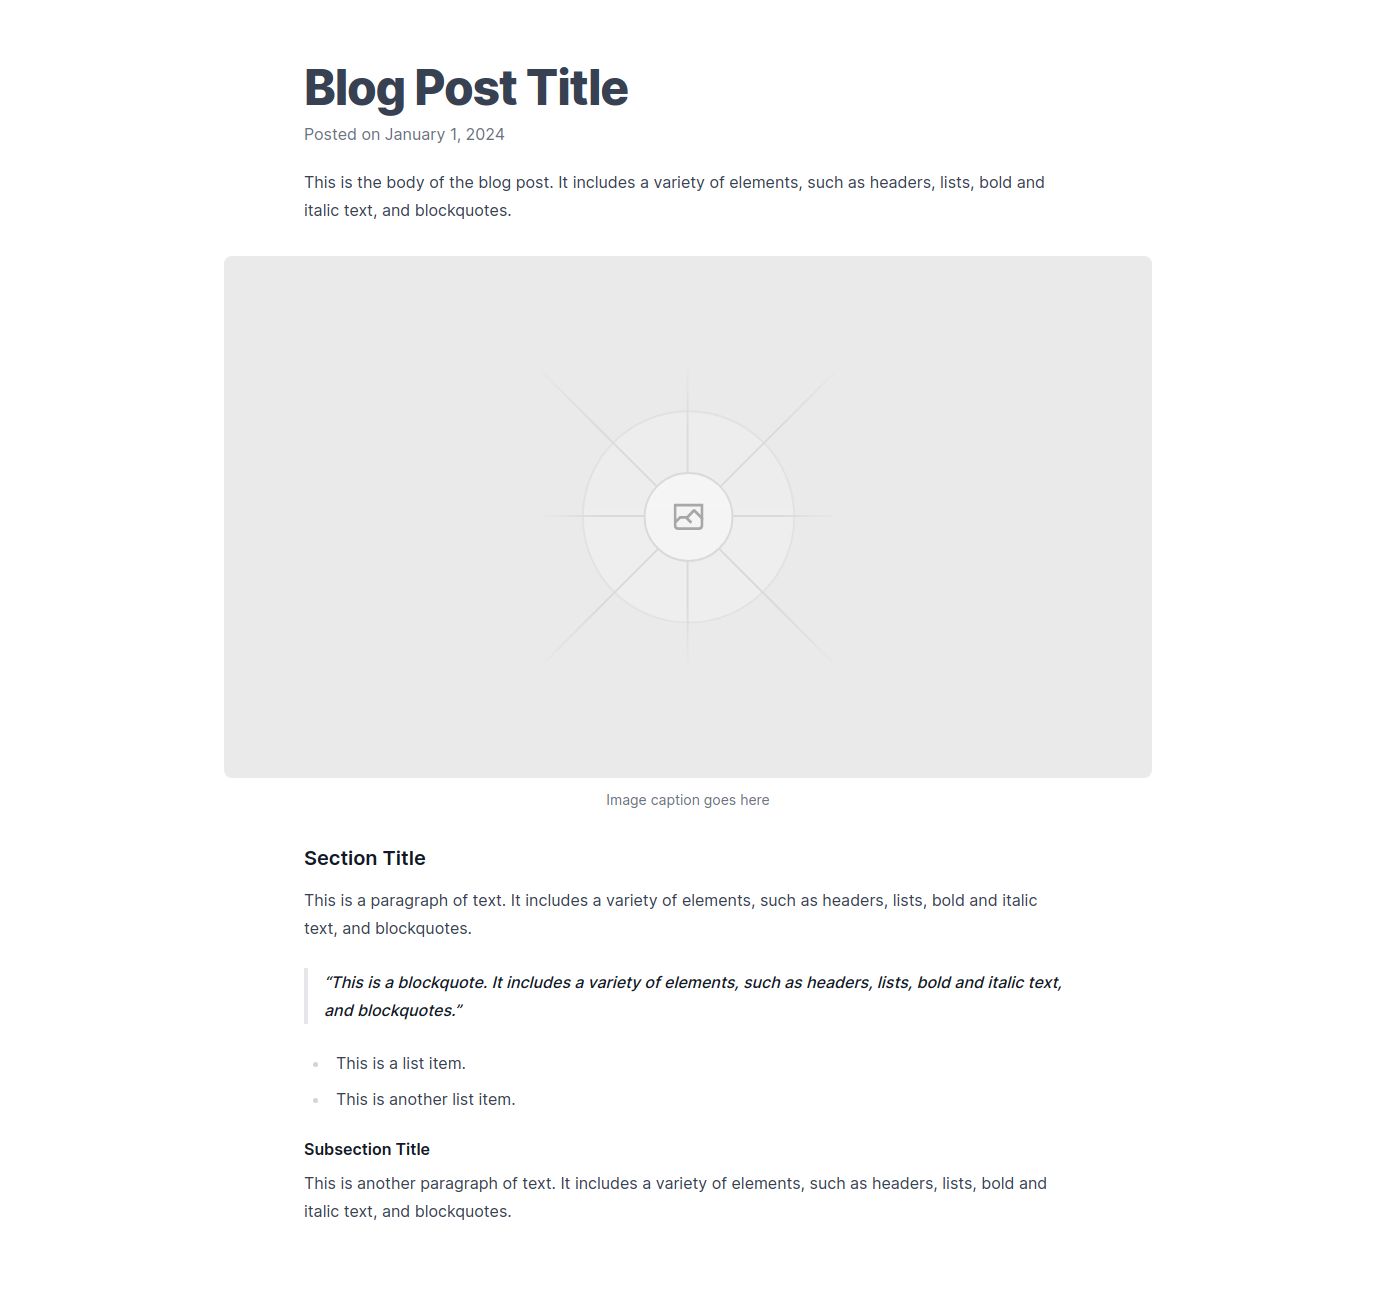 Blog Post Title
Posted on January 1, 2024
This is the body of the blog post. It includes a variety of elements, such as headers, lists, bold and
italic text, and blockquotes.
Image caption goes here
Section Title
This is a paragraph of text. It includes a variety of elements, such as headers, lists, bold and italic
text, and blockquotes.
“This is a blockquote. It includes a variety of elements, such as headers, lists, bold and italic text,
and blockquotes.”
This is a list item.
This is another list item.
Subsection Title
This is another paragraph of text. It includes a variety of elements, such as headers, lists, bold and
italic text, and blockquotes.